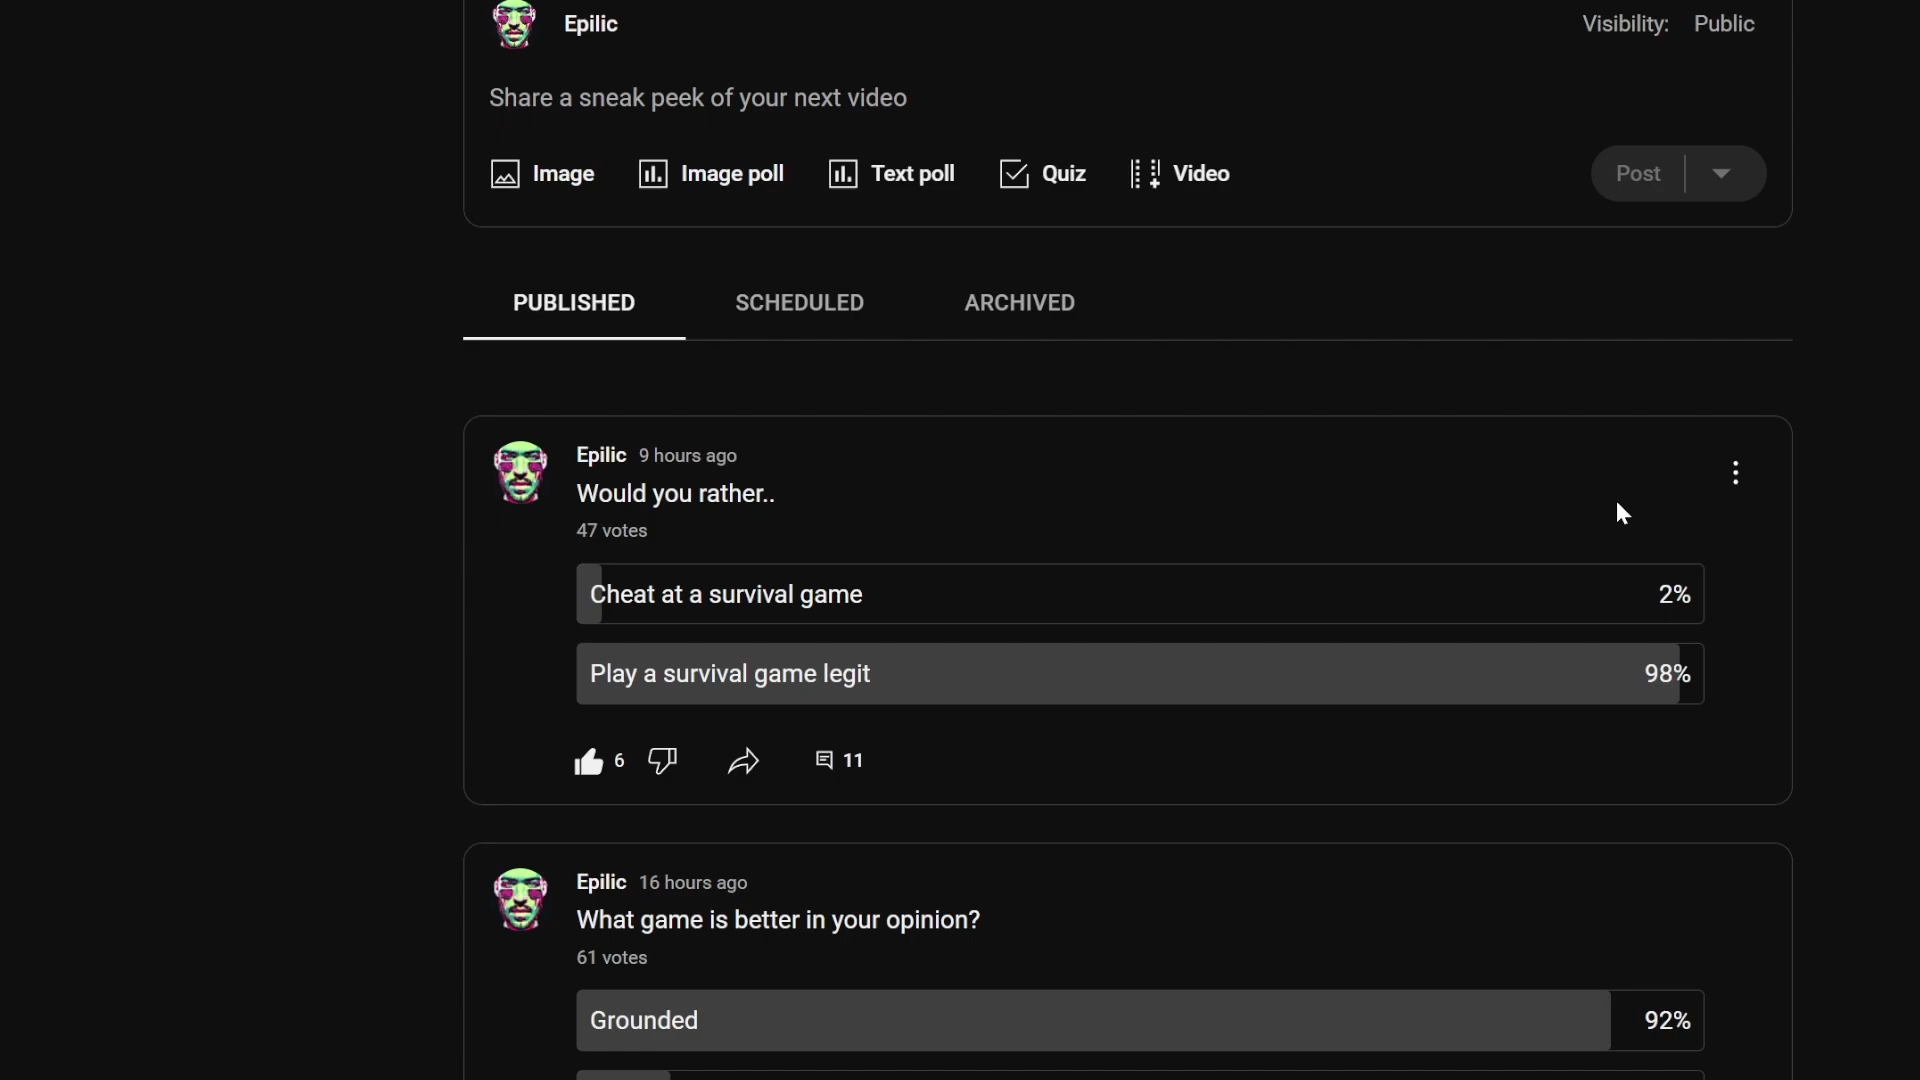 Epilic Visibility: Public
Share a sneak peek of your next video
Image Image poll Text poll Quiz Video Post
PUBLISHED SCHEDULED ARCHIVED
Epilic 9 hours ago
Would you rather..
47 votes
Cheat at a survival game 2%
Play a survival game legit 98%
6 11
Epilic 16 hours ago
What game is better in your opinion?
61 votes
Grounded 92%